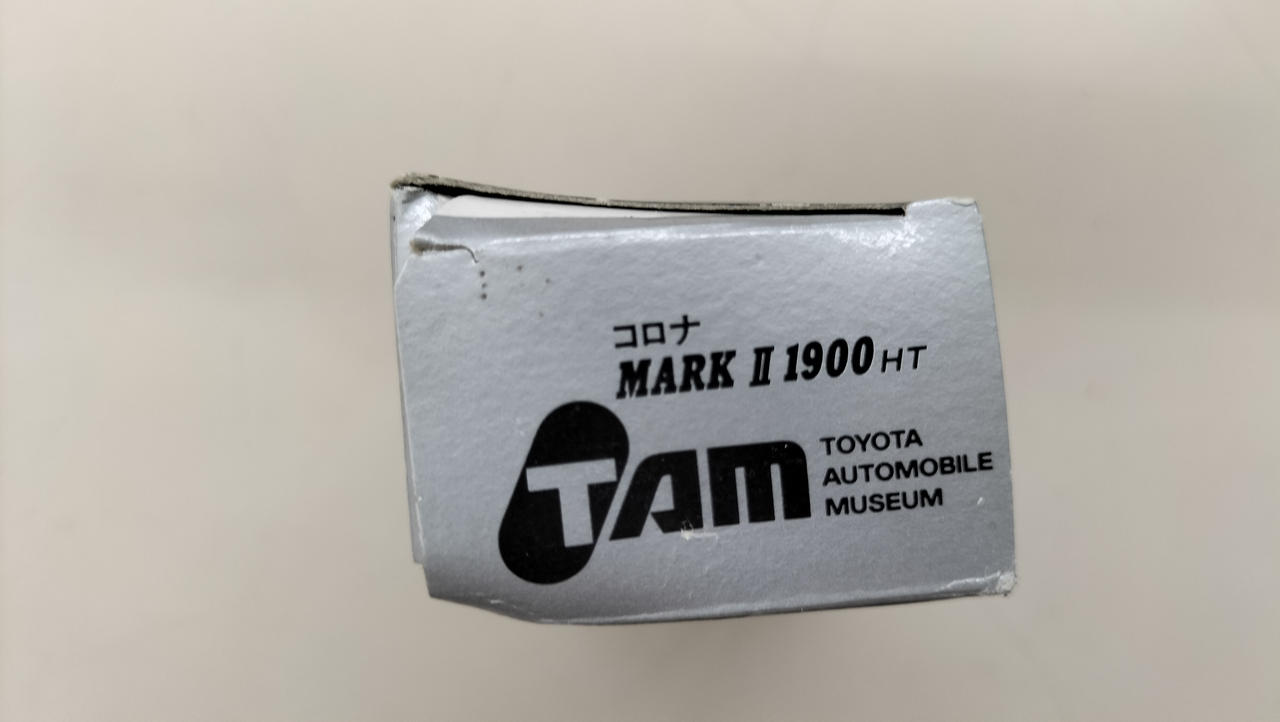 コロナ
MARK Ⅱ 1900 HT
TAM
TOYOTA
AUTOMOBILE
MUSEUM